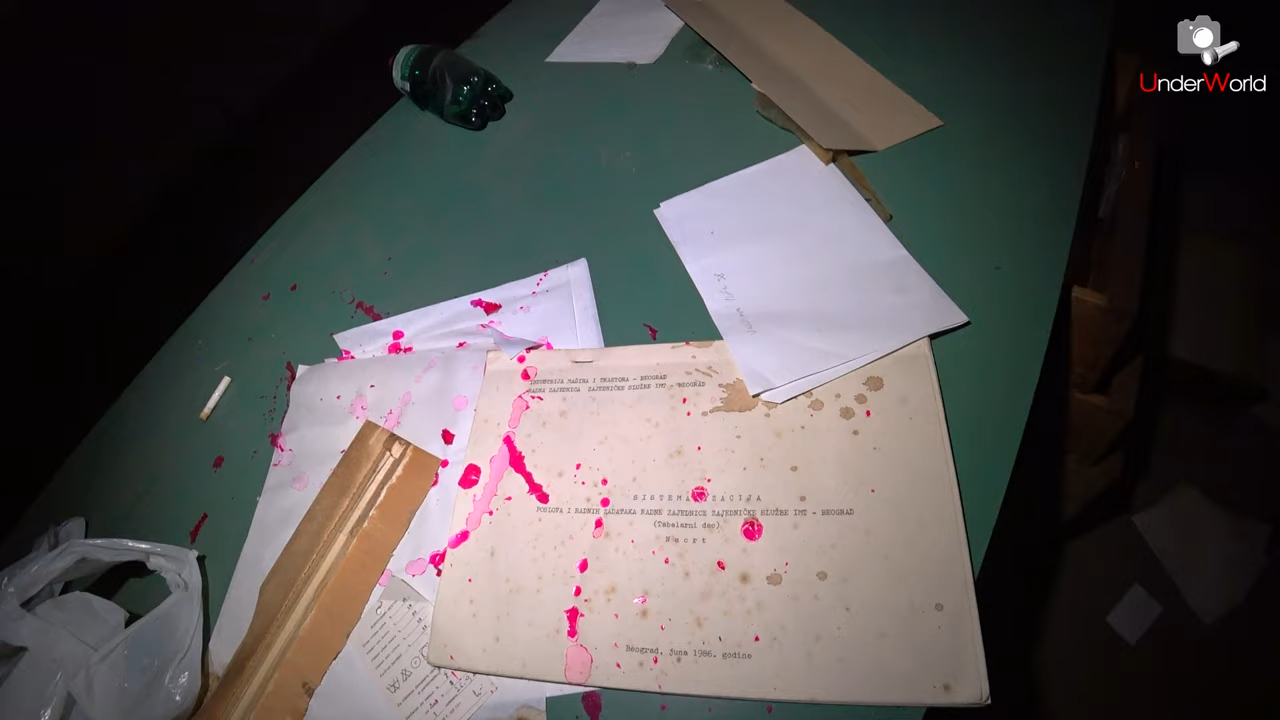 UnderWorld
INDUSTRIJA MAŠINA I TRAKTORA - BEOGRAD
RADNA ZAJEDNICA ZAJEDNIČKE SLUŽBE IMT - BEOGRAD
SISTEMATIZACIJA
POSLOVA I RADNIH ZADATAKA RADNE ZAJEDNICE ZAJEDNIČKE SLUŽBE IMT - BEOGRAD
(Tabelarni deo)
Nacrt
Beograd, juna 1986. godine